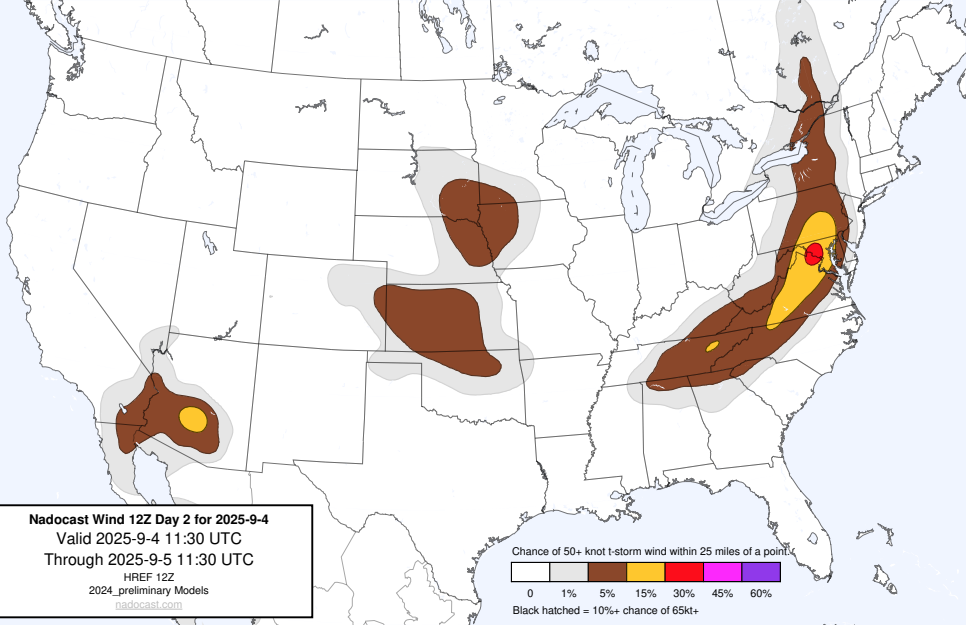 Nadocast Wind 12Z Day 2 for 2025-9-4
Valid 2025-9-4 11:30 UTC
Through 2025-9-5 11:30 UTC
HREF 12Z
2024_preliminary Models
nadocast.com
Chance of 50+ knot t-storm wind within 25 miles of a point.
0 1% 5% 15% 30% 45% 60%
Black hatched = 10%+ chance of 65kt+